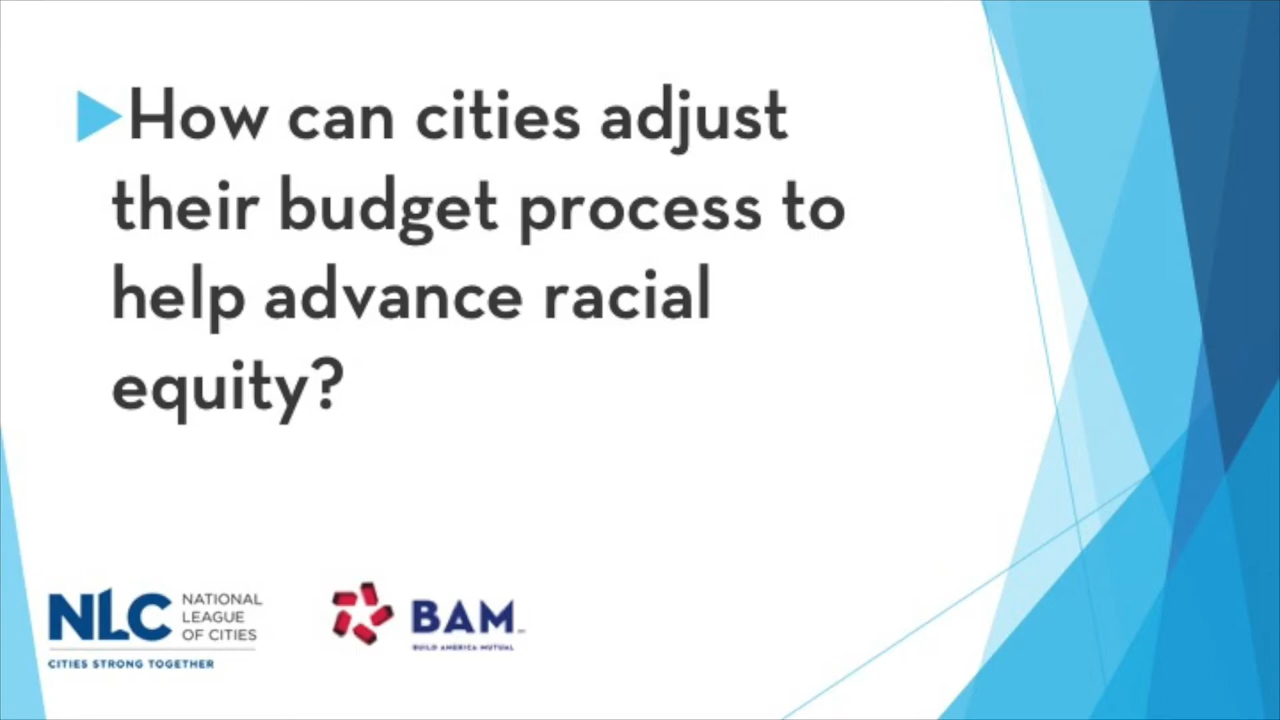 How can cities adjust
their budget process to
help advance racial
equity?
NLC NATIONAL
LEAGUE
OF CITIES
CITIES STRONG TOGETHER
BAM
BUILD AMERICA MUTUAL